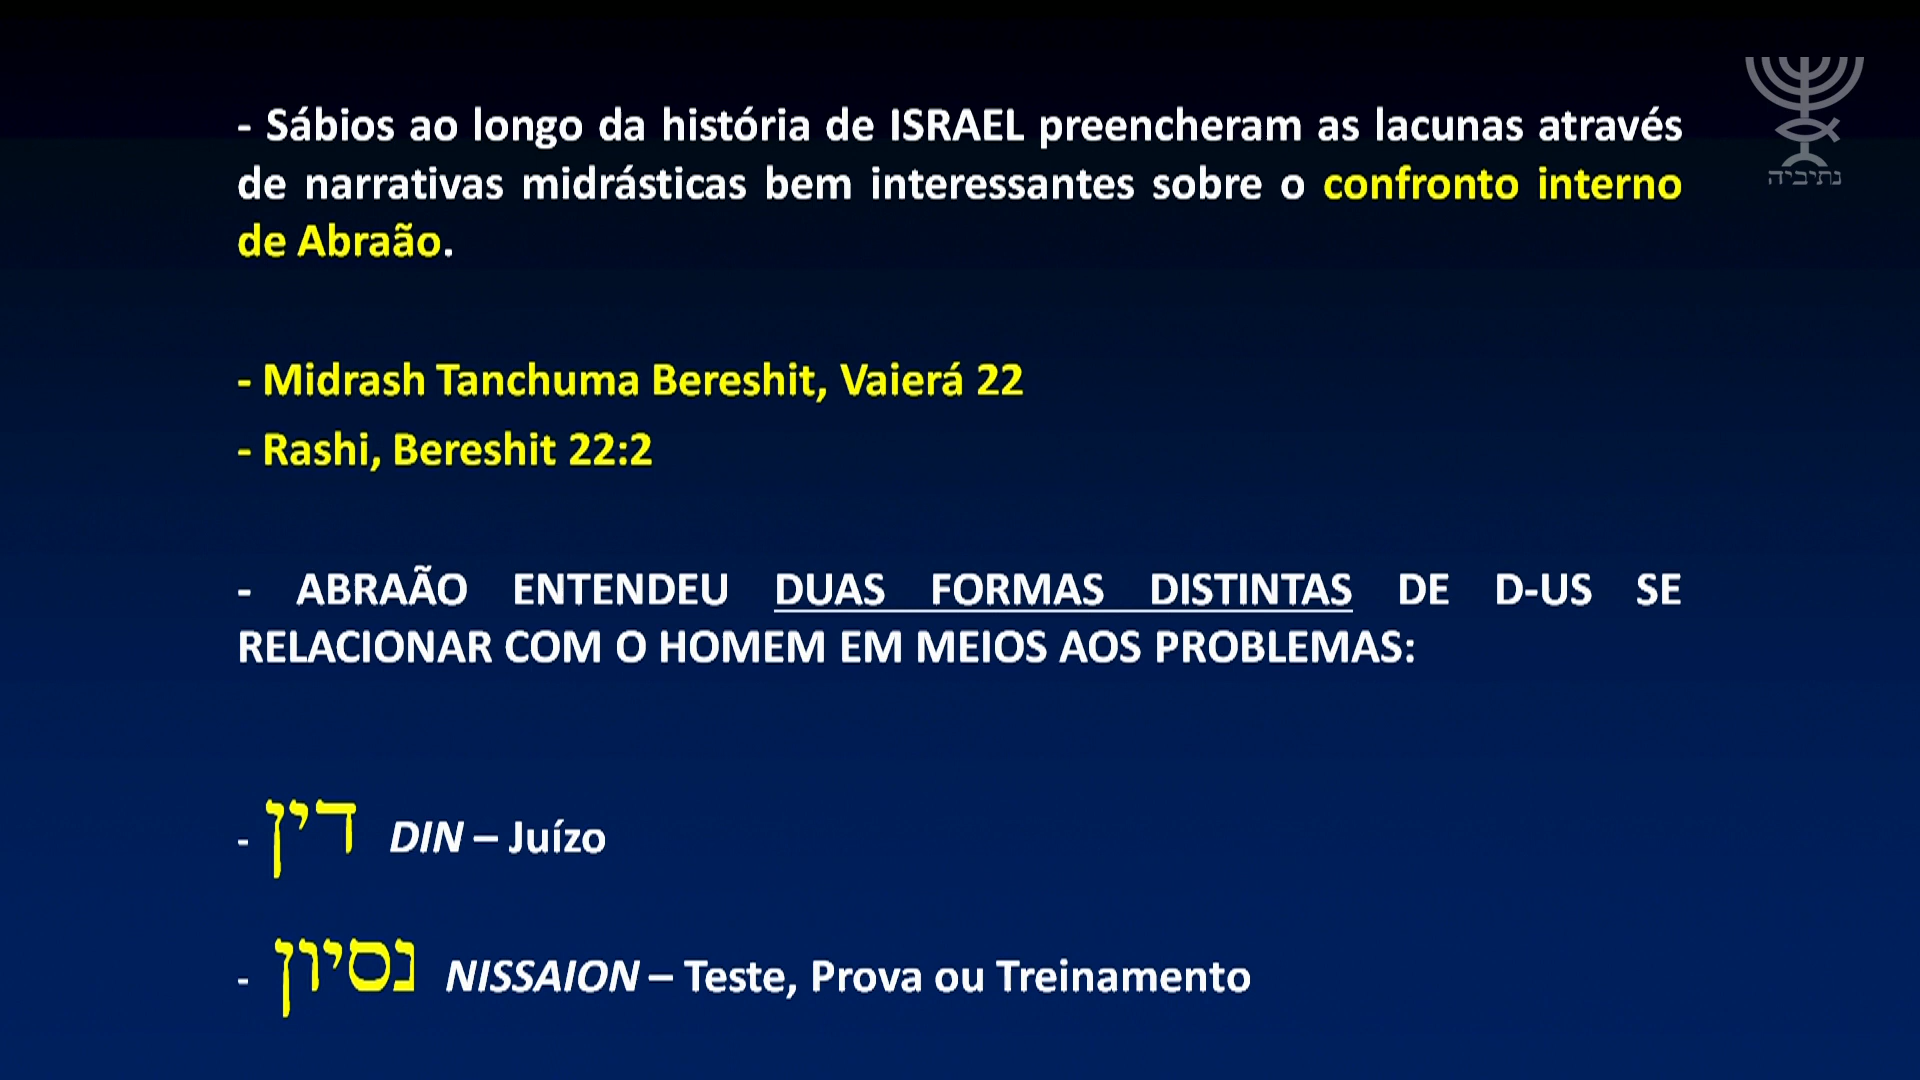 - Sábios ao longo da história de ISRAEL preencheram as lacunas através
de narrativas midrásticas bem interessantes sobre o confronto interno
de Abraão.
- Midrash Tanchuma Bereshit, Vaierá 22
- Rashi, Bereshit 22:2
- ABRAÃO ENTENDEU DUAS FORMAS DISTINTAS DE D-US SE
RELACIONAR COM O HOMEM EM MEIOS AOS PROBLEMAS:
- דין DIN – Juízo
- נסיון NISSAION – Teste, Prova ou Treinamento
נתיביה